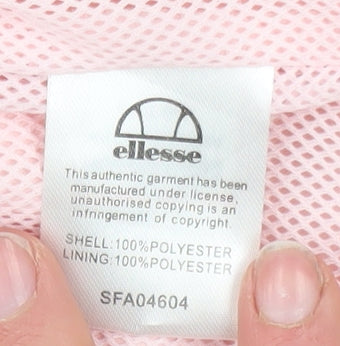 ellesse
This authentic garment has been
manufactured under license,
unauthorised copying is an
infringement of copyright.
SHELL:100%POLYESTER
LINING:100%POLYESTER
SFA04604